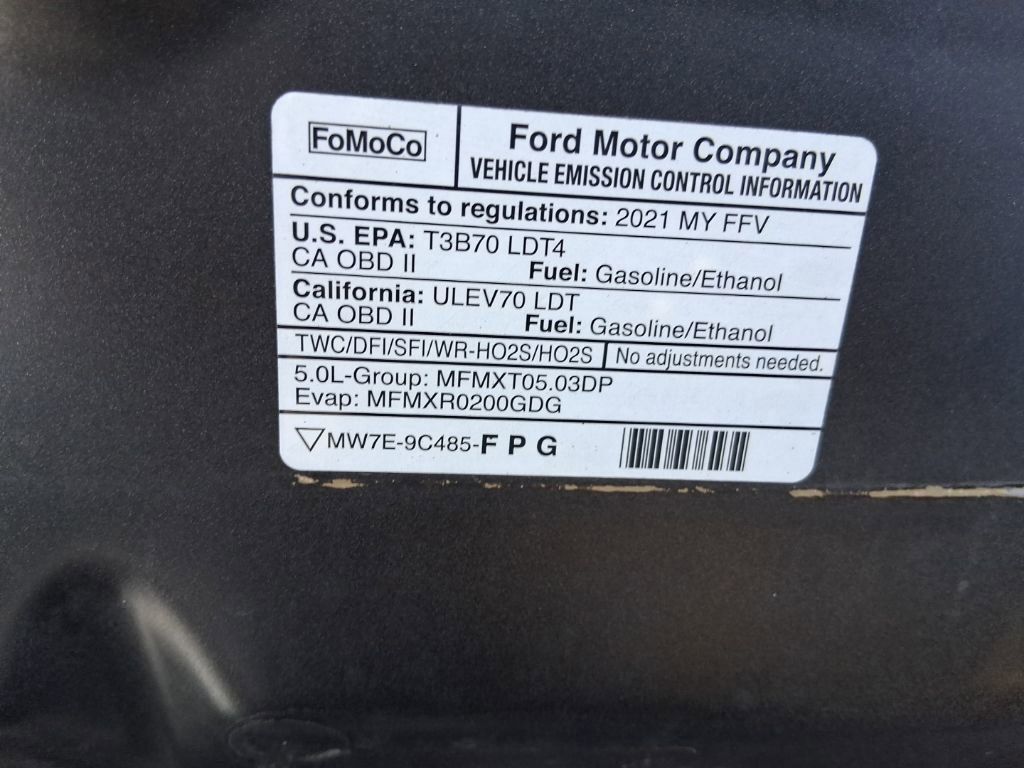 FoMoCo
Ford Motor Company
VEHICLE EMISSION CONTROL INFORMATION
Conforms to regulations: 2021 MY FFV
U.S. EPA: T3B70 LDT4
CA OBD II Fuel: Gasoline/Ethanol
California: ULEV70 LDT
CA OBD II Fuel: Gasoline/Ethanol
TWC/DFI/SFI/WR-HO2S/HO2S No adjustments needed.
5.0L-Group: MFMXT05.03DP
Evap: MFMXR0200GDG
MW7E-9C485-F P G